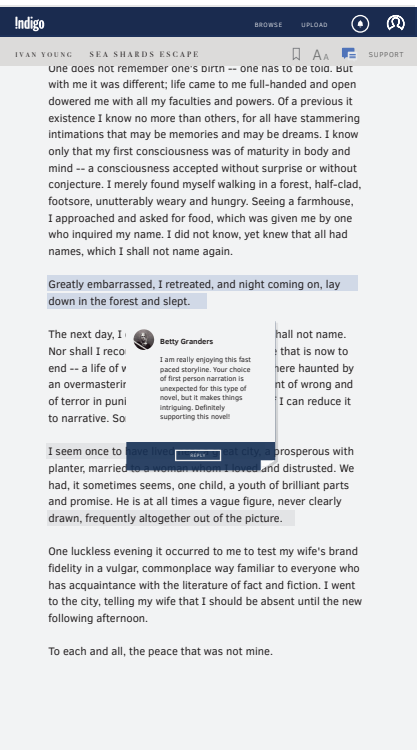 !ndigo
BROWSE UPLOAD
IVAN YOUNG SEA SHARDS ESCAPE
AA
SUPPORT
One does not remember one's birth -- one has to be told. But
with me it was different; life came to me full-handed and open
dowered me with all my faculties and powers. Of a previous it
existence I know no more than others, for all have stammering
intimations that may be memories and may be dreams. I know
only that my first consciousness was of maturity in body and
mind -- a consciousness accepted without surprise or without
conjecture. I merely found myself walking in a forest, half-clad,
footsore, unutterably weary and hungry. Seeing a farmhouse,
I approached and asked for food, which was given me by one
who inquired my name. I did not know, yet knew that all had
names, which I shall not name again.
Greatly embarrassed, I retreated, and night coming on, lay
down in the forest and slept.
The next day, I hall not name.
Nor shall I reco that is now to
end -- a life of w here haunted by
an overmasterin nt of wrong and
of terror in puni I can reduce it
to narrative. So
Betty Granders
I am really enjoying this fast
paced storyline. Your choice
of first person narration is
unexpected for this type of
novel, but it makes things
intriguing. Definitely
supporting this novel!
REPLY
I seem once to have lived great city, a prosperous with
planter, married to a woman whom I loved and distrusted. We
had, it sometimes seems, one child, a youth of brilliant parts
and promise. He is at all times a vague figure, never clearly
drawn, frequently altogether out of the picture.
One luckless evening it occurred to me to test my wife's brand
fidelity in a vulgar, commonplace way familiar to everyone who
has acquaintance with the literature of fact and fiction. I went
to the city, telling my wife that I should be absent until the new
following afternoon.
To each and all, the peace that was not mine.